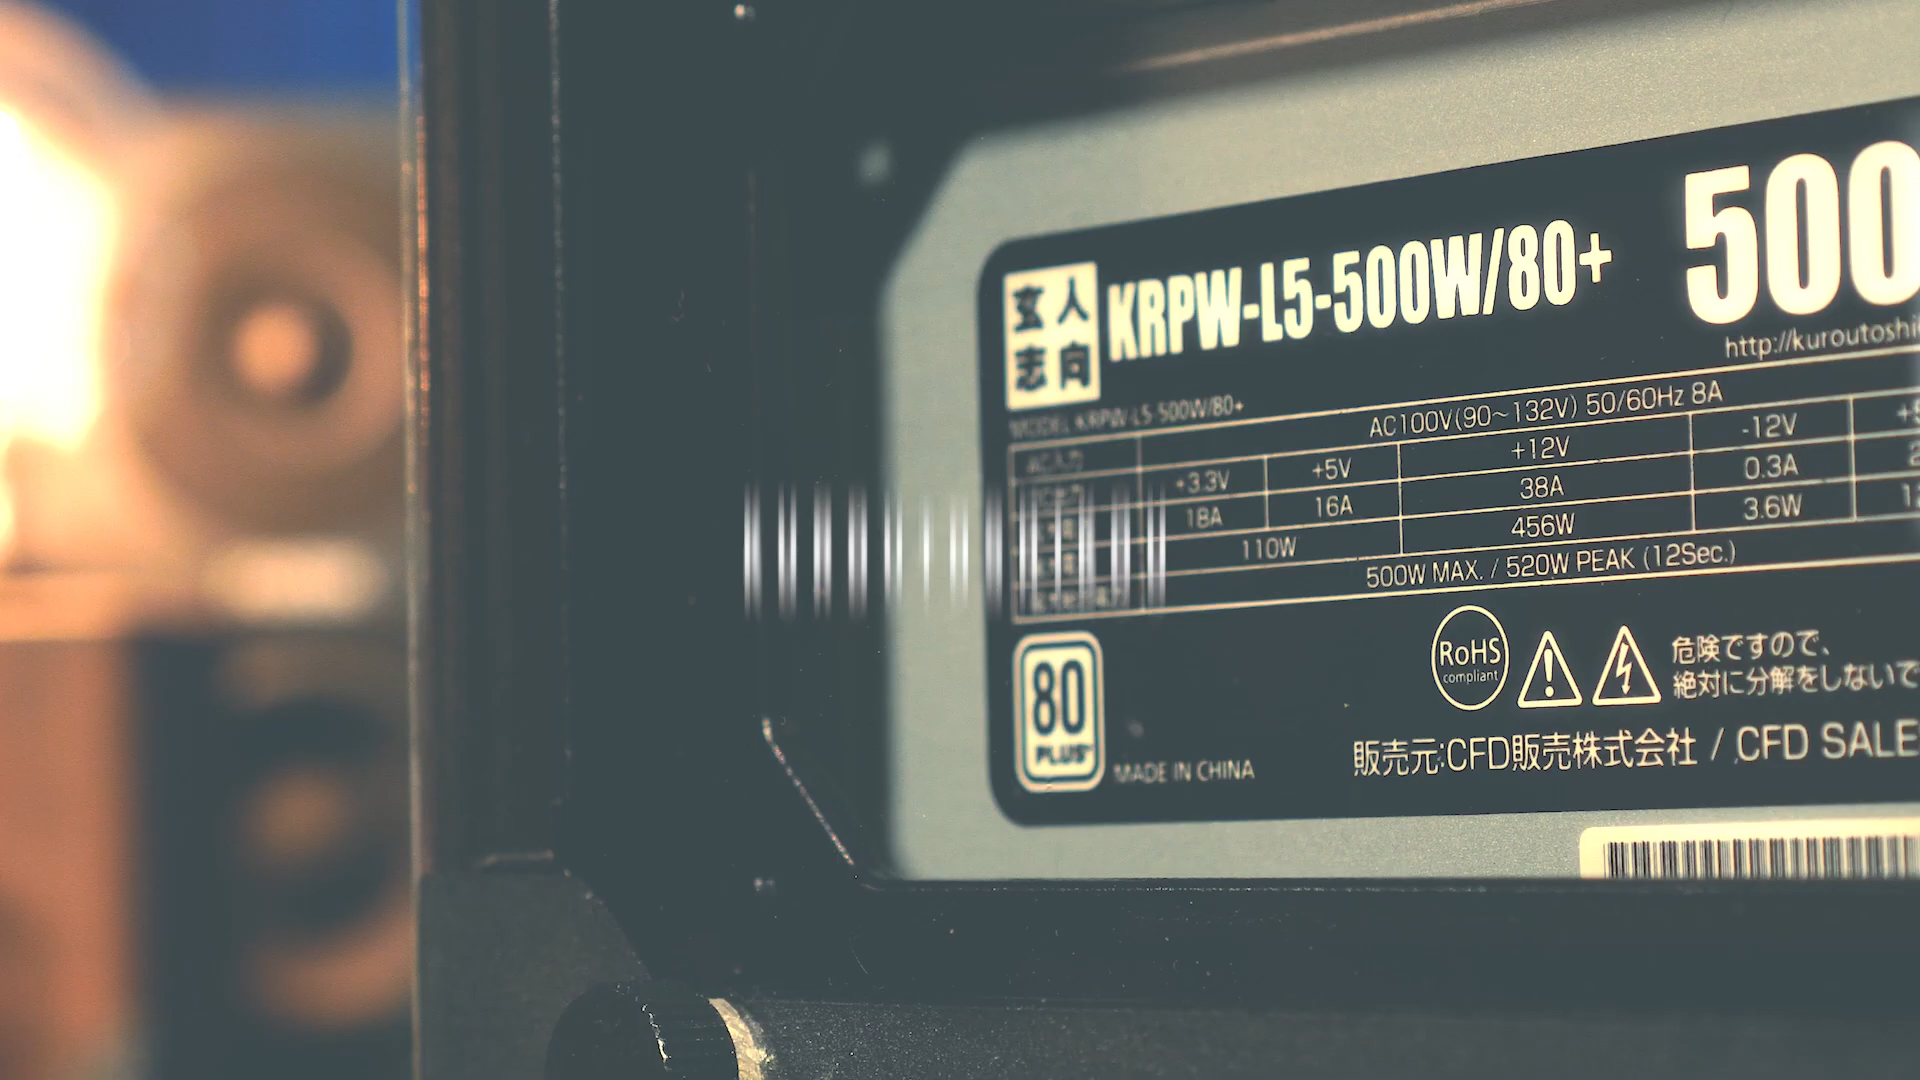 玄人
志向
KRPW-L5-500W/80+
500
http://kuroutoshi
MODEL KRPW-L5-500W/80+
AC入力
AC100V(90~132V) 50/60Hz 8A
+3.3V
+5V
+12V
-12V
18A
16A
38A
0.3A
110W
456W
3.6W
500W MAX. / 520W PEAK (12Sec.)
80
PLUS
MADE IN CHINA
RoHS
compliant
危険ですので、
絶対に分解をしないで
販売元:CFD販売株式会社 / CFD SALE